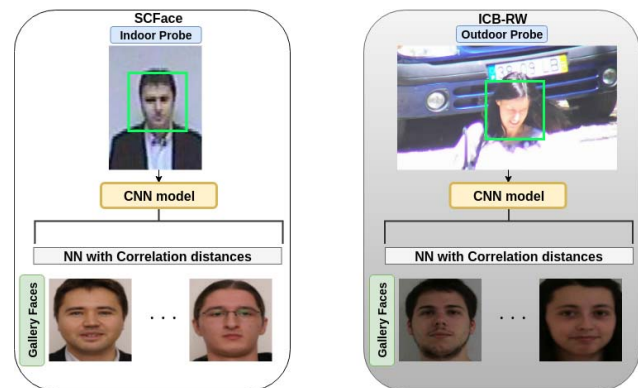 SCFace
Indoor Probe
CNN model
NN with Correlation distances
Gallery Faces
. . .
ICB-RW
Outdoor Probe
CNN model
NN with Correlation distances
Gallery Faces
. . .